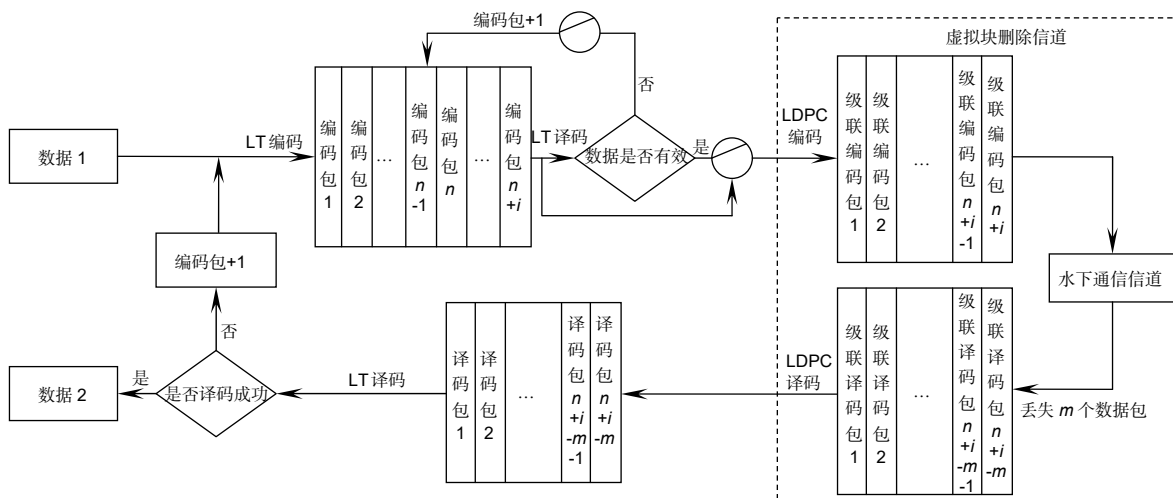 编码包+1
否
虚拟块删除信道
数据 1
LT 编码
编码包1
编码包2
…
编码包n-1
编码包n
…
编码包n+i
LT 译码
数据是否有效
是
LDPC
编码
级联编码包1
级联编码包2
…
级联编码包n+i-1
级联编码包n+i
编码包+1
水下通信信道
否
数据 2
是
是否译码成功
LT 译码
译码包1
译码包2
…
译码包n+i-m-1
译码包n+i-m
LDPC
译码
级联译码包1
级联译码包2
…
级联译码包n+i-m-1
级联译码包n+i-m
丢失 m 个数据包